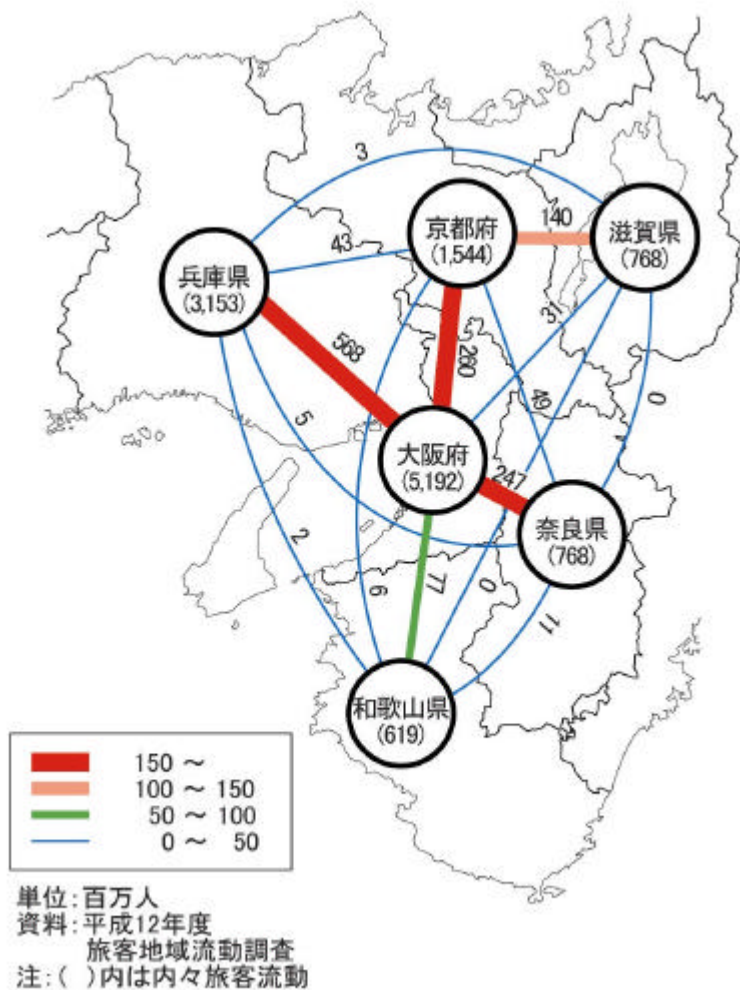 3
京都府
(1,544)
140
滋賀県
(768)
43
兵庫県
(3,153)
568
260
31
5
49
0
大阪府
(5,192)
247
奈良県
(768)
2
6
77
0
11
和歌山県
(619)
150 ～
100 ～ 150
50 ～ 100
0 ～ 50
単位:百万人
資料:平成12年度
旅客地域流動調査
注:( )内は内々旅客流動